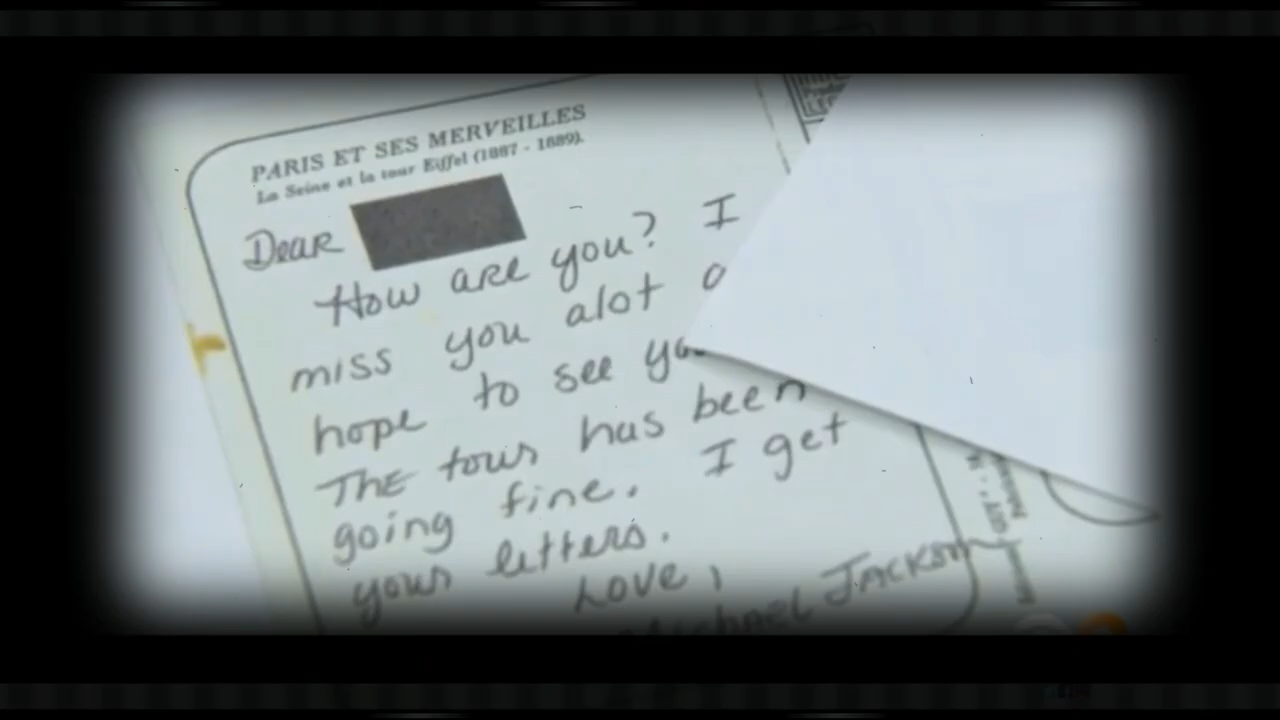 PARIS ET SES MERVEILLES
La Seine et la tour Eiffel (1887 - 1889).
Dear
How are you? I
miss you alot
hope to see you
THE tour has been
going fine. I get
your letters.
Love,
Michael Jackson